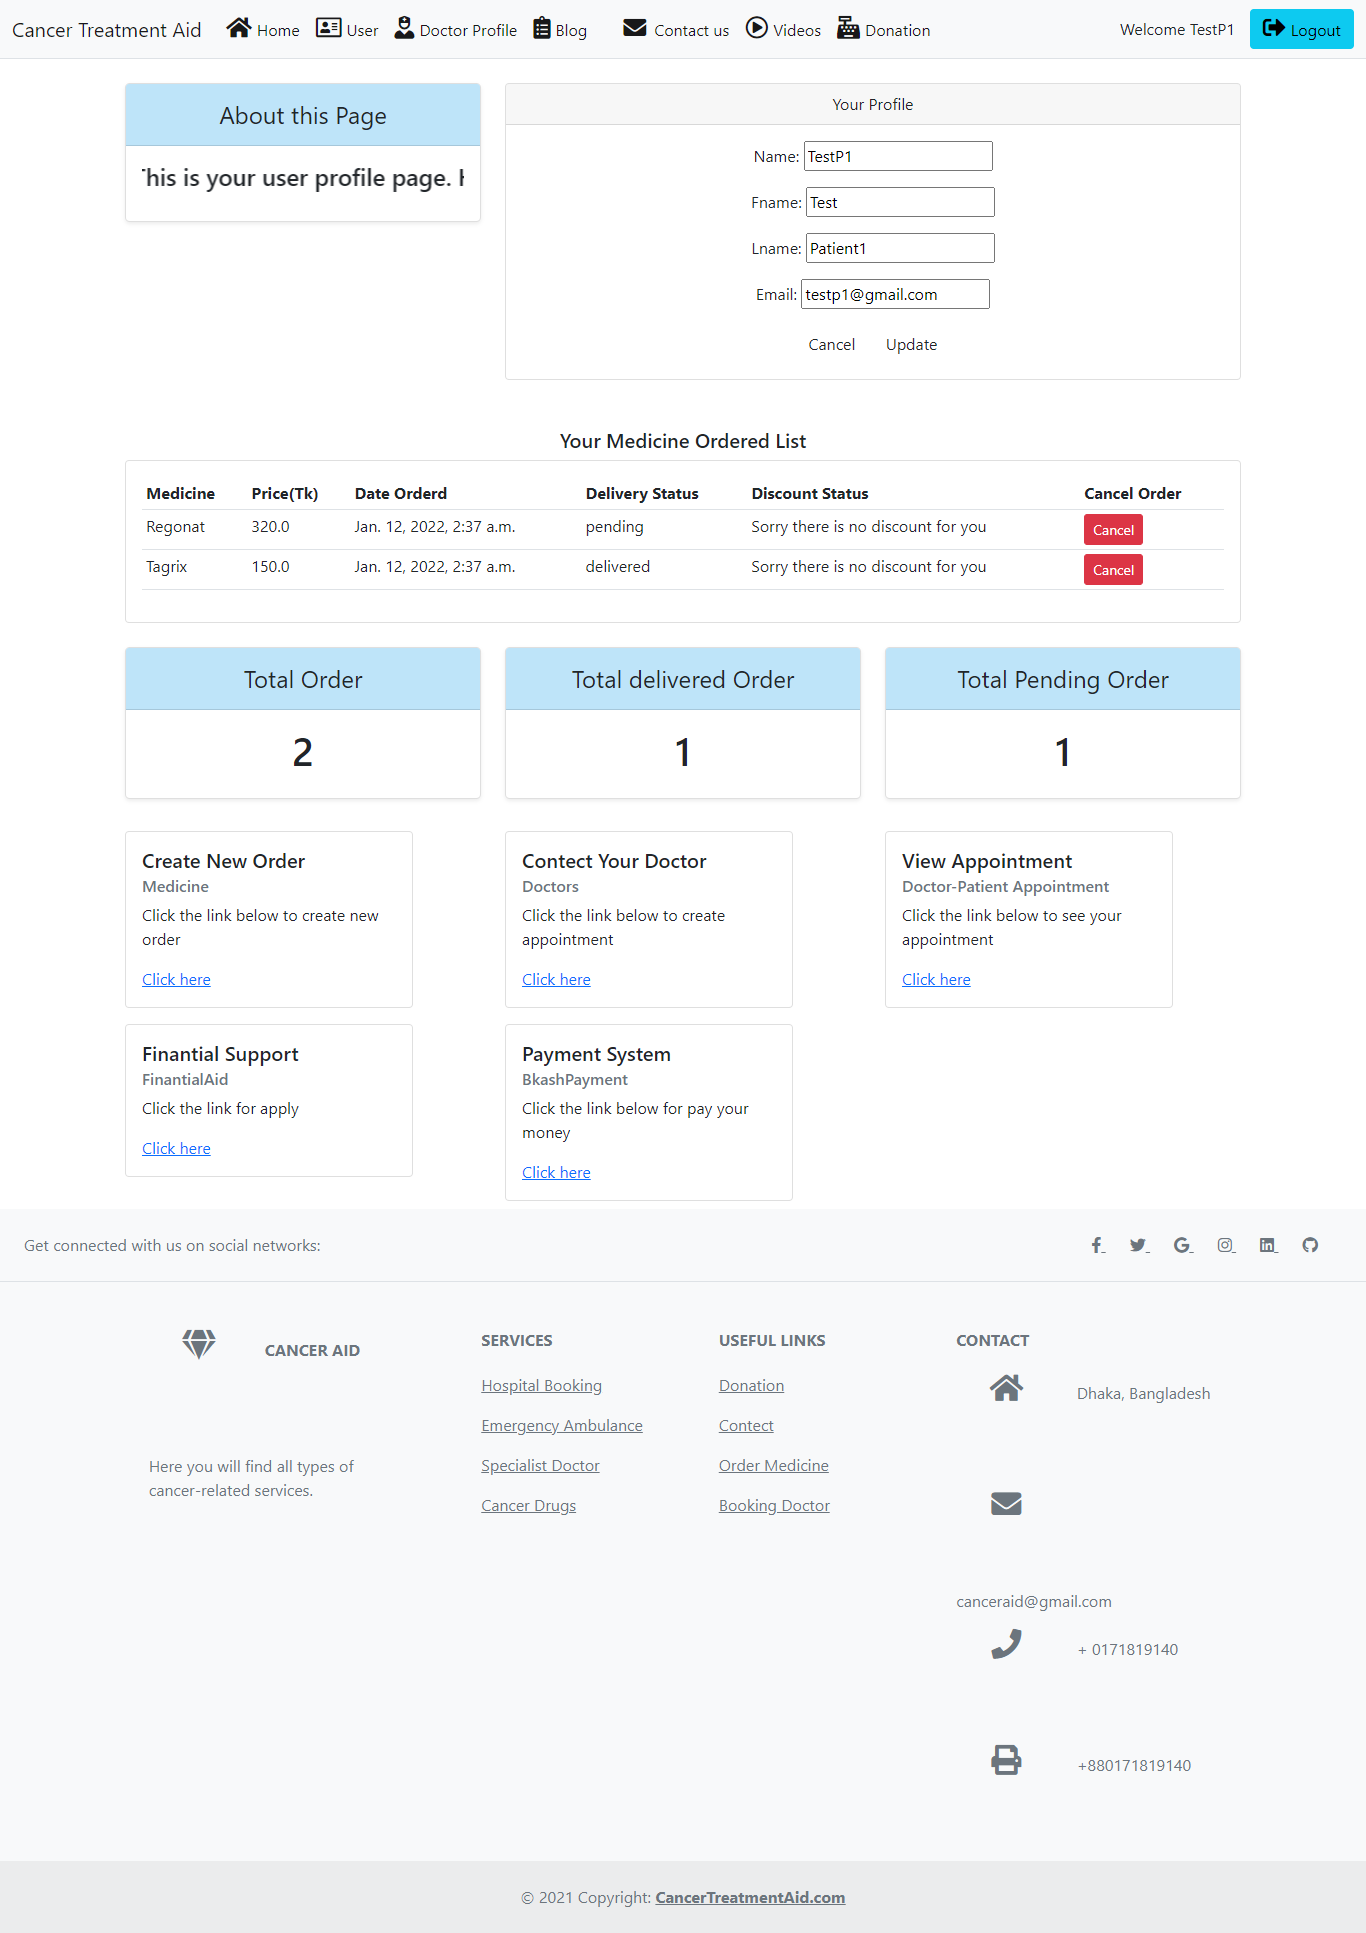 Cancer Treatment Aid Home User Doctor Profile Blog Contact us Videos Donation Welcome TestP1 Logout
About this Page
This is your user profile page.
Your Profile
Name: TestP1
Fname: Test
Lname: Patient1
Email: testp1@gmail.com
Cancel Update
Your Medicine Ordered List
Medicine Price(Tk) Date Orderd Delivery Status Discount Status Cancel Order
Regonat 320.0 Jan. 12, 2022, 2:37 a.m. pending Sorry there is no discount for you Cancel
Tagrix 150.0 Jan. 12, 2022, 2:37 a.m. delivered Sorry there is no discount for you Cancel
Total Order
2
Total delivered Order
1
Total Pending Order
1
Create New Order
Medicine
Click the link below to create new
order
Click here
Contect Your Doctor
Doctors
Click the link below to create
appointment
Click here
View Appointment
Doctor-Patient Appointment
Click the link below to see your
appointment
Click here
Finantial Support
FinantialAid
Click the link for apply
Click here
Payment System
BkashPayment
Click the link below for pay your
money
Click here
Get connected with us on social networks:
CANCER AID
Here you will find all types of
cancer-related services.
SERVICES
Hospital Booking
Emergency Ambulance
Specialist Doctor
Cancer Drugs
USEFUL LINKS
Donation
Contect
Order Medicine
Booking Doctor
CONTACT
Dhaka, Bangladesh
canceraid@gmail.com
+ 0171819140
+880171819140
© 2021 Copyright: CancerTreatmentAid.com